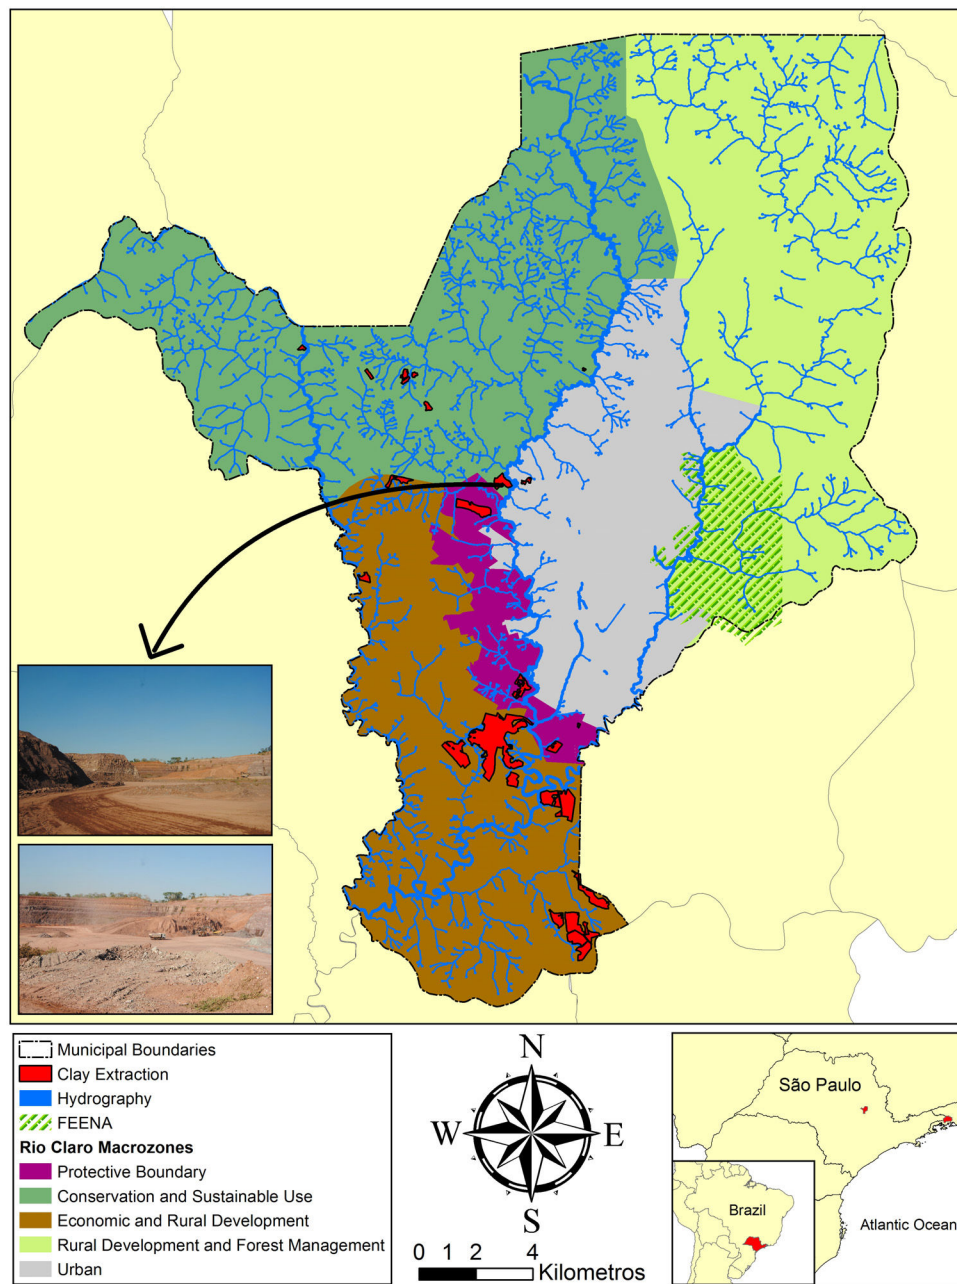 Municipal Boundaries
Clay Extraction
Hydrography
FEENA
Rio Claro Macrozones
Protective Boundary
Conservation and Sustainable Use
Economic and Rural Development
Rural Development and Forest Management
Urban
N
W E
S
0 1 2 4
Kilometros
São Paulo
Brazil
Atlantic Ocean